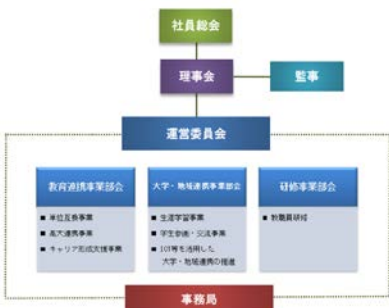 社員総会
理事会
監事
運営委員会
教育連携事業部会
■ 単位互換事業
■ 高大連携事業
■ キャリア形成支援事業
大学・地域連携事業部会
■ 生涯学習事業
■ 学生参画・交流事業
■ ICT等を活用した
大学・地域連携の推進
研修事業部会
■ 教職員研修
事務局